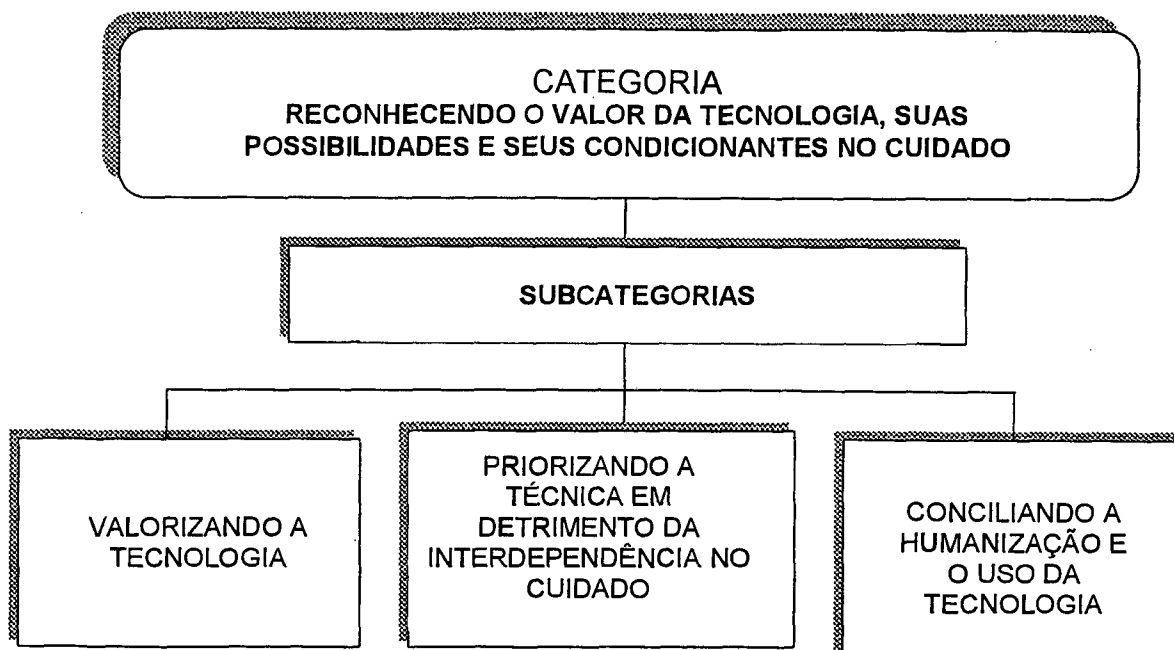 CATEGORIA
RECONHECENDO O VALOR DA TECNOLOGIA, SUAS
POSSIBILIDADES E SEUS CONDICIONANTES NO CUIDADO
SUBCATEGORIAS
VALORIZANDO A
TECNOLOGIA
PRIORIZANDO A
TÉCNICA EM
DETRIMENTO DA
INTERDEPENDÊNCIA NO
CUIDADO
CONCILIANDO A
HUMANIZAÇÃO E
O USO DA
TECNOLOGIA